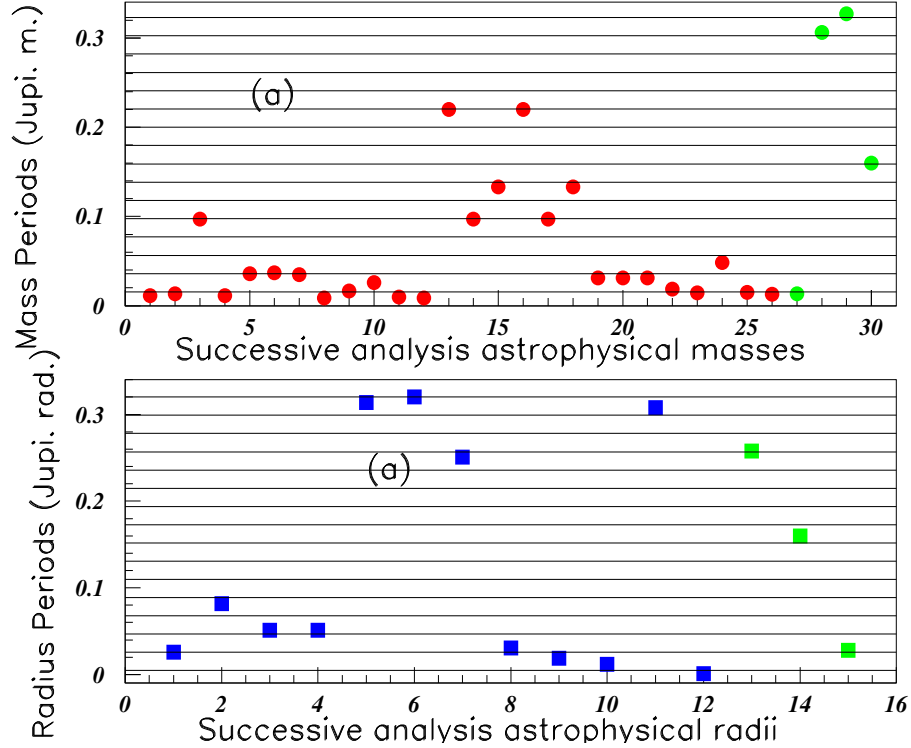 Mass Periods (Jupi. m.)
0.3
0.2
0.1
0
(a)
0 5 10 15 20 25 30
Successive analysis astrophysical masses
Radius Periods (Jupi. rad.)
0.3
0.2
0.1
0
(a)
0 2 4 6 8 10 12 14 16
Successive analysis astrophysical radii